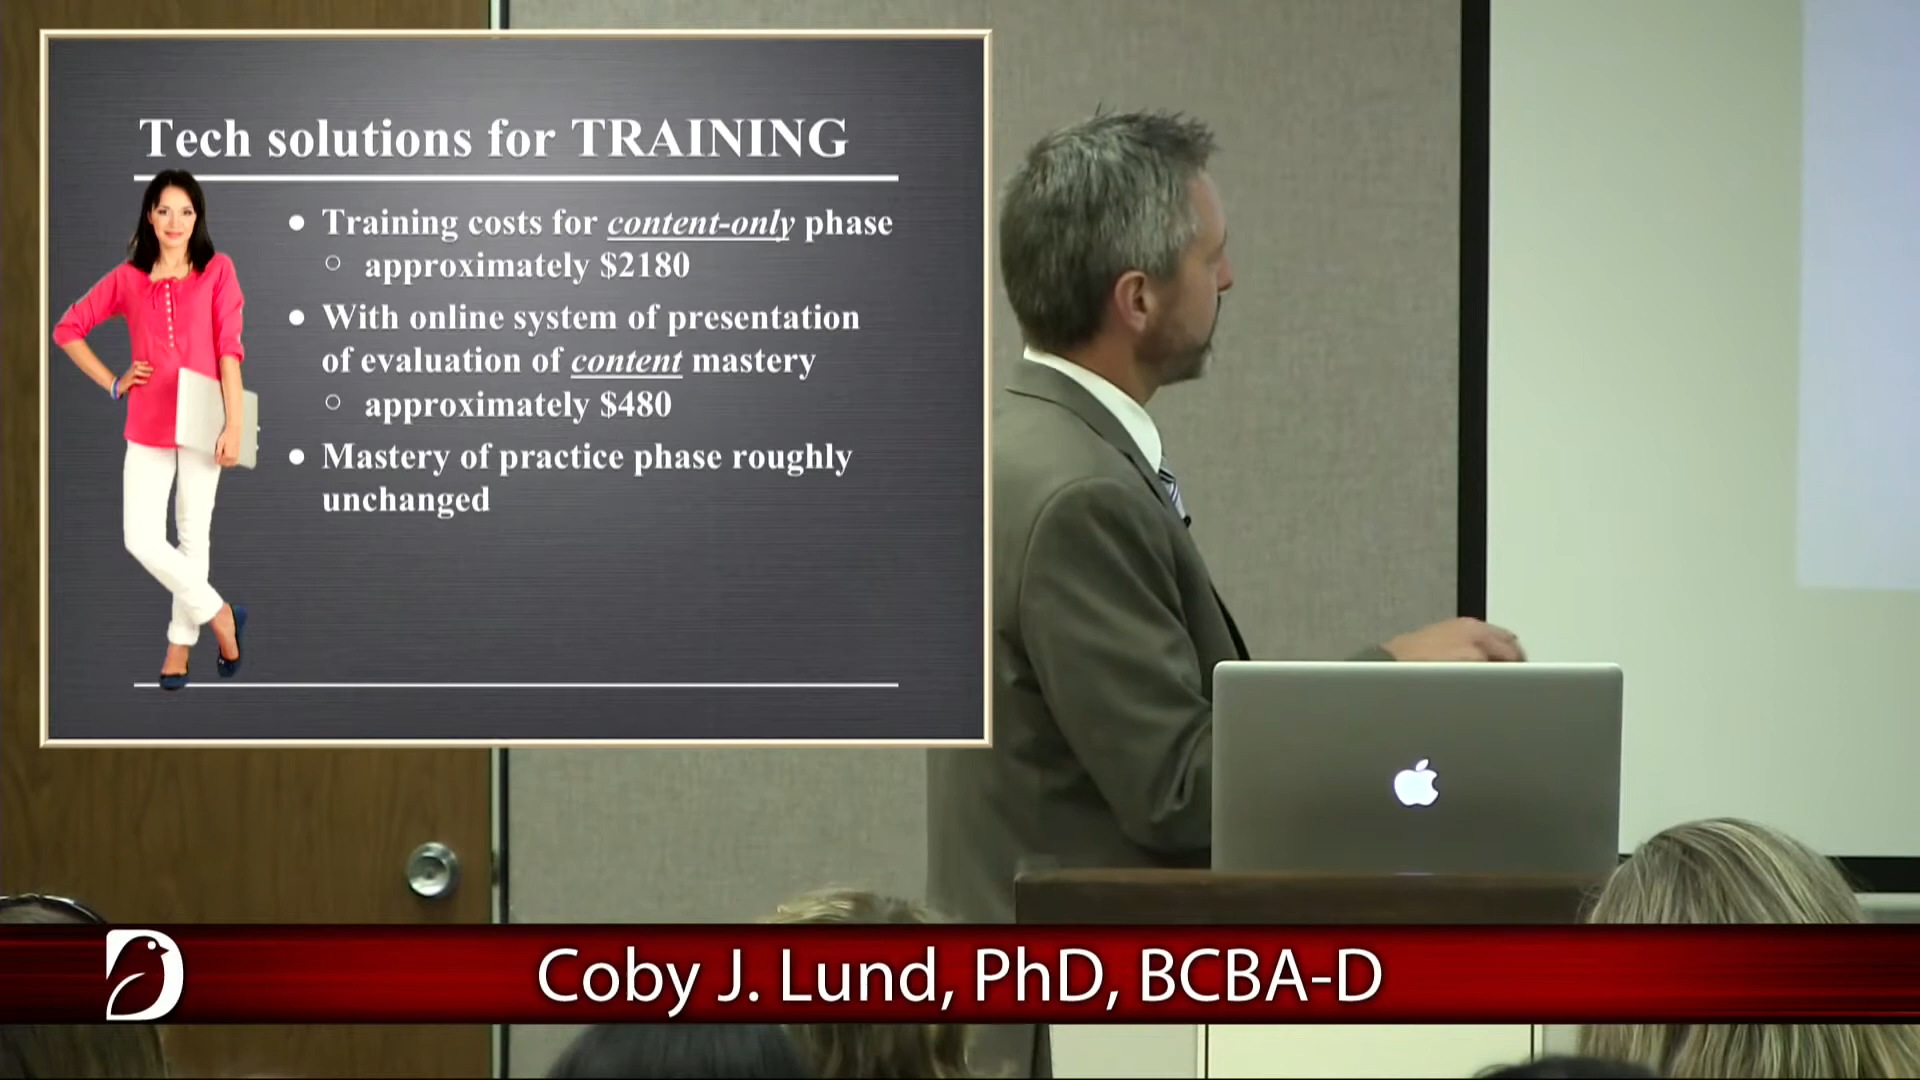 Tech solutions for TRAINING
● Training costs for content-only phase
○ approximately $2180
● With online system of presentation
of evaluation of content mastery
○ approximately $480
● Mastery of practice phase roughly
unchanged
Coby J. Lund, PhD, BCBA-D